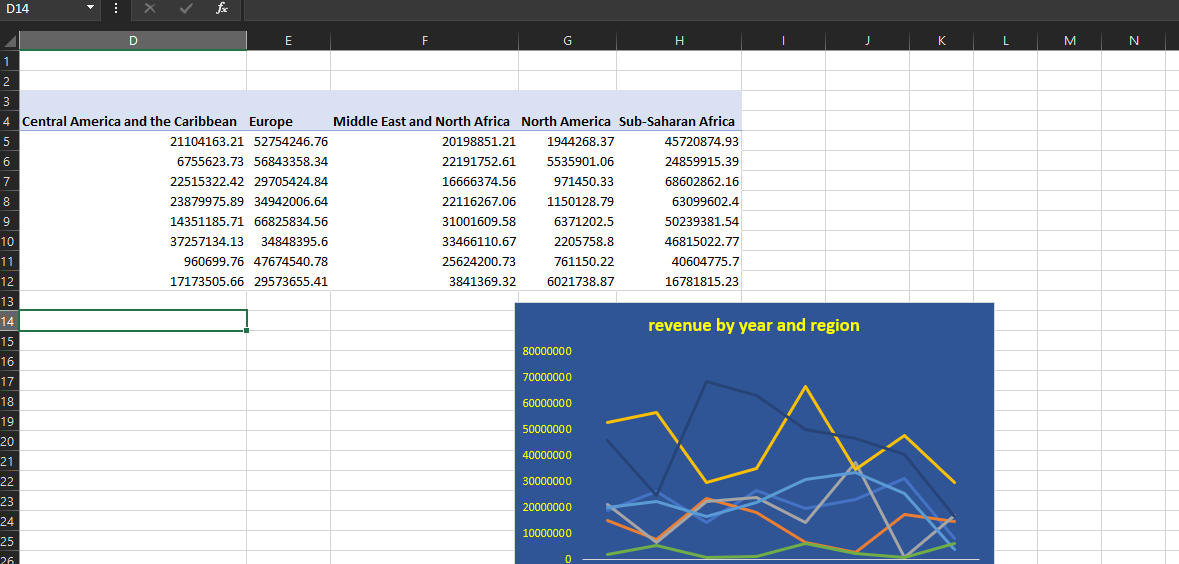 D14 fx
D E F G H I J K L M N
1
2
3
4 Central America and the Caribbean Europe Middle East and North Africa North America Sub-Saharan Africa
5 21104163.21 52754246.76 20198851.21 1944268.37 45720874.93
6 6755623.73 56843358.34 22191752.61 5535901.06 24859915.39
7 22515322.42 29705424.84 16666374.56 971450.33 68602862.16
8 23879975.89 34942006.64 22116267.06 1150128.79 63099602.4
9 14351185.71 66825834.56 31001609.58 6371202.5 50239381.54
10 37257134.13 34848395.6 33466110.67 2205758.8 46815022.77
11 960699.76 47674540.78 25624200.73 761150.22 40604775.7
12 17173505.66 29573655.41 3841369.32 6021738.87 16781815.23
13
14
15
16
17
18
19
20
21
22
23
24
25
26
revenue by year and region
80000000
70000000
60000000
50000000
40000000
30000000
20000000
10000000
0